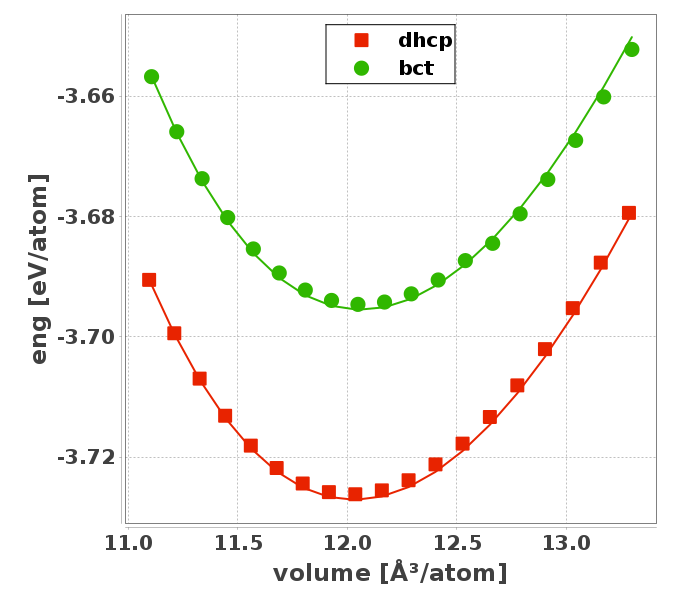 dhcp
bct
-3.66
-3.68
-3.70
-3.72
eng [eV/atom]
11.0 11.5 12.0 12.5 13.0
volume [Å³/atom]